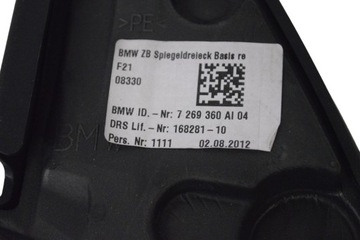 >PE<
BMW ZB Spiegeldreieck Basis re
F21
08330
BMW ID. - Nr: 7 269 360 AI 04
DRS Lif. - Nr: 168281 - 10
Pers. Nr: 1111 02.08.2012
BMW